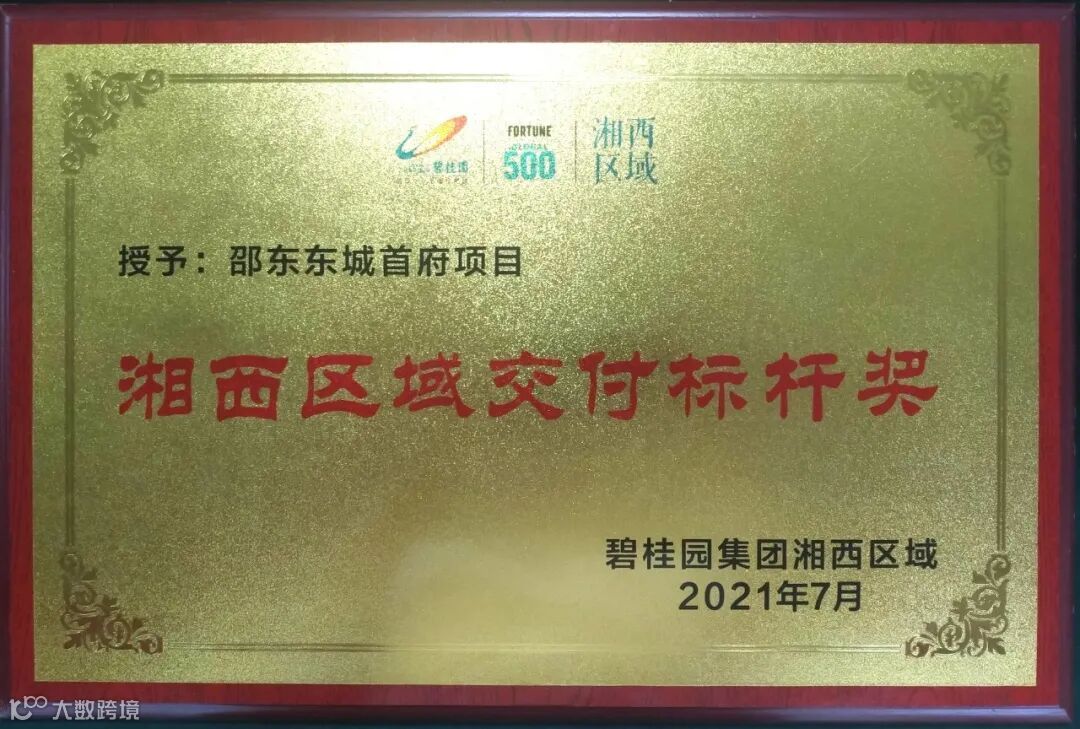 碧桂园
FORTUNE
GLOBAL
500
湘西
区域
授予：邵东东城首府项目
湘西区域交付标杆奖
碧桂园集团湘西区域
2021年7月
大数跨境